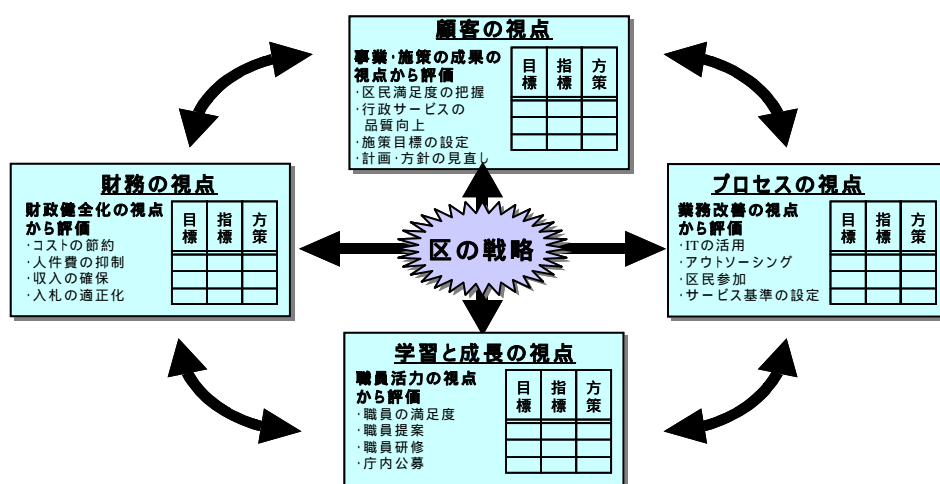 顧客の視点
事業・施策の成果の
視点から評価
・区民満足度の把握
・行政サービスの
品質向上
・施策目標の設定
・計画・方針の見直し
目標 指標 方策
財務の視点
財政健全化の視点
から評価
・コストの節約
・人件費の抑制
・収入の確保
・入札の適正化
目標 指標 方策
区の戦略
プロセスの視点
業務改善の視点
から評価
・ITの活用
・アウトソーシング
・区民参加
・サービス基準の設定
目標 指標 方策
学習と成長の視点
職員活力の視点
から評価
・職員の満足度
・職員提案
・職員研修
・庁内公募
目標 指標 方策